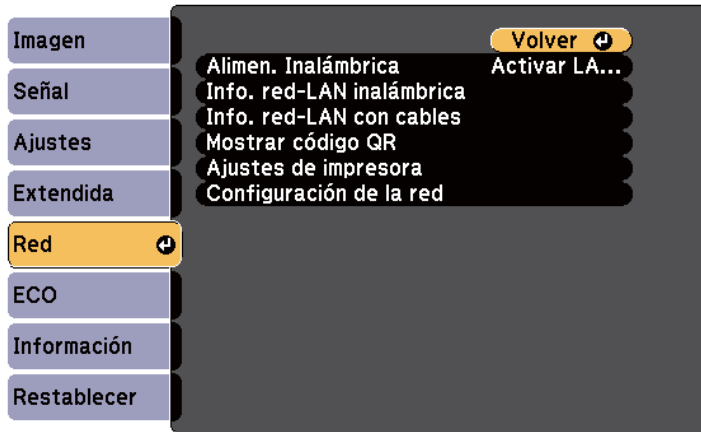 Imagen
Señal
Ajustes
Extendida
Red
ECO
Información
Restablecer
Volver
Alimen. Inalámbrica Activar LA...
Info. red-LAN inalámbrica
Info. red-LAN con cables
Mostrar código QR
Ajustes de impresora
Configuración de la red